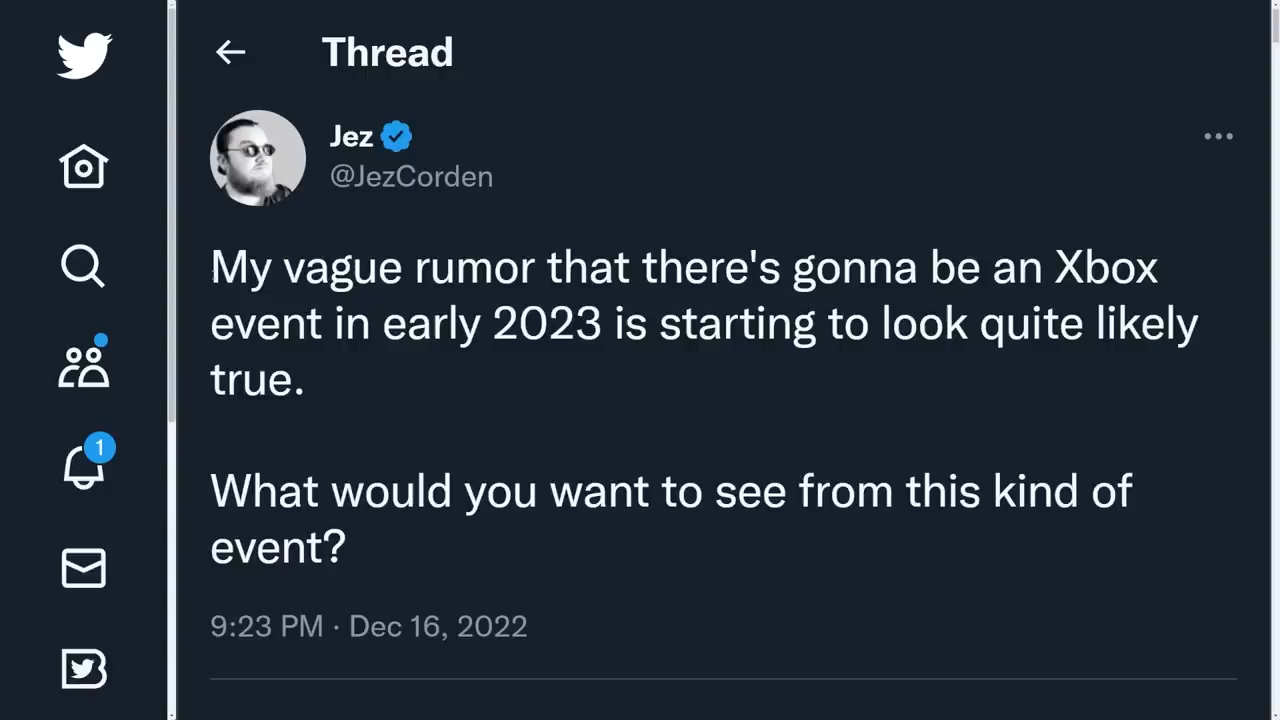 Thread
Jez
@JezCorden
My vague rumor that there's gonna be an Xbox
event in early 2023 is starting to look quite likely
true.
What would you want to see from this kind of
event?
1
9:23 PM · Dec 16, 2022